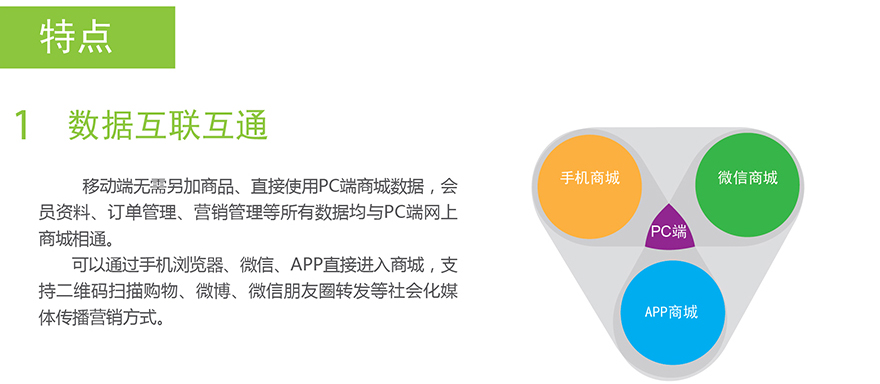 特点
1 数据互联互通
移动端无需另加商品、直接使用PC端商城数据，会
员资料、订单管理、营销管理等所有数据均与PC端网上
商城相通。
可以通过手机浏览器、微信、APP直接进入商城，支
持二维码扫描购物、微博、微信朋友圈转发等社会化媒
体传播营销方式。
手机商城
微信商城
PC端
APP商城